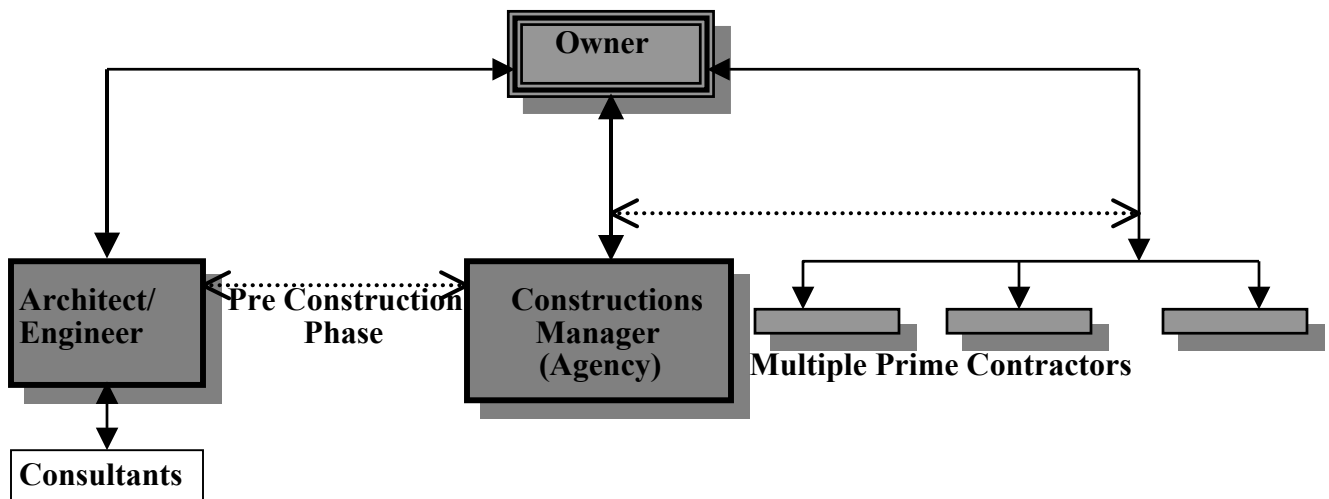 Owner
Architect/
Engineer
Pre Construction
Phase
Constructions
Manager
(Agency)
Multiple Prime Contractors
Consultants